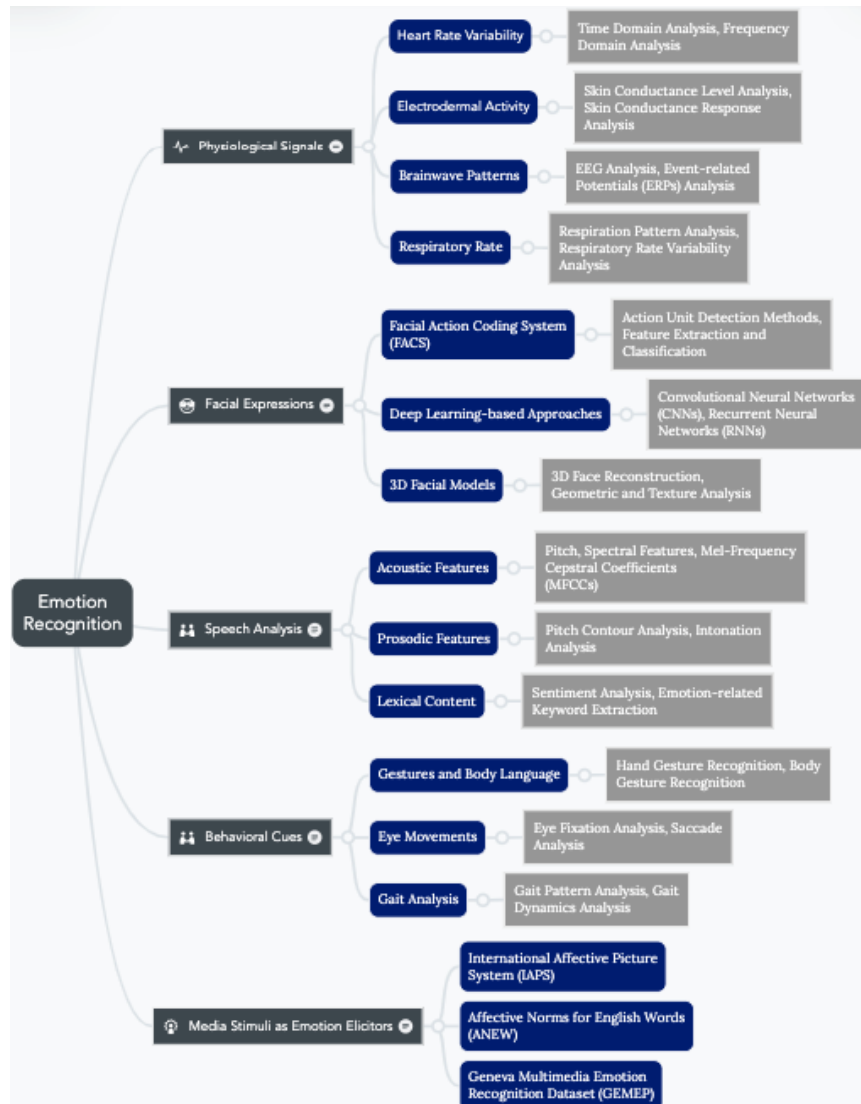 Emotion
Recognition
Physiological Signals
Heart Rate Variability
Time Domain Analysis, Frequency
Domain Analysis
Electrodermal Activity
Skin Conductance Level Analysis,
Skin Conductance Response
Analysis
Brainwave Patterns
EEG Analysis, Event-related
Potentials (ERPs) Analysis
Respiratory Rate
Respiration Pattern Analysis,
Respiratory Rate Variability
Analysis
Facial Expressions
Facial Action Coding System
(FACS)
Action Unit Detection Methods,
Feature Extraction and
Classification
Deep Learning-based Approaches
Convolutional Neural Networks
(CNNs), Recurrent Neural
Networks (RNNs)
3D Facial Models
3D Face Reconstruction,
Geometric and Texture Analysis
Speech Analysis
Acoustic Features
Pitch, Spectral Features, Mel-Frequency
Cepstral Coefficients
(MFCCs)
Prosodic Features
Pitch Contour Analysis, Intonation
Analysis
Lexical Content
Sentiment Analysis, Emotion-related
Keyword Extraction
Behavioral Cues
Gestures and Body Language
Hand Gesture Recognition, Body
Gesture Recognition
Eye Movements
Eye Fixation Analysis, Saccade
Analysis
Gait Analysis
Gait Pattern Analysis, Gait
Dynamics Analysis
Media Stimuli as Emotion Elicitors
International Affective Picture
System (IAPS)
Affective Norms for English Words
(ANEW)
Geneva Multimedia Emotion
Recognition Dataset (GEMEP)